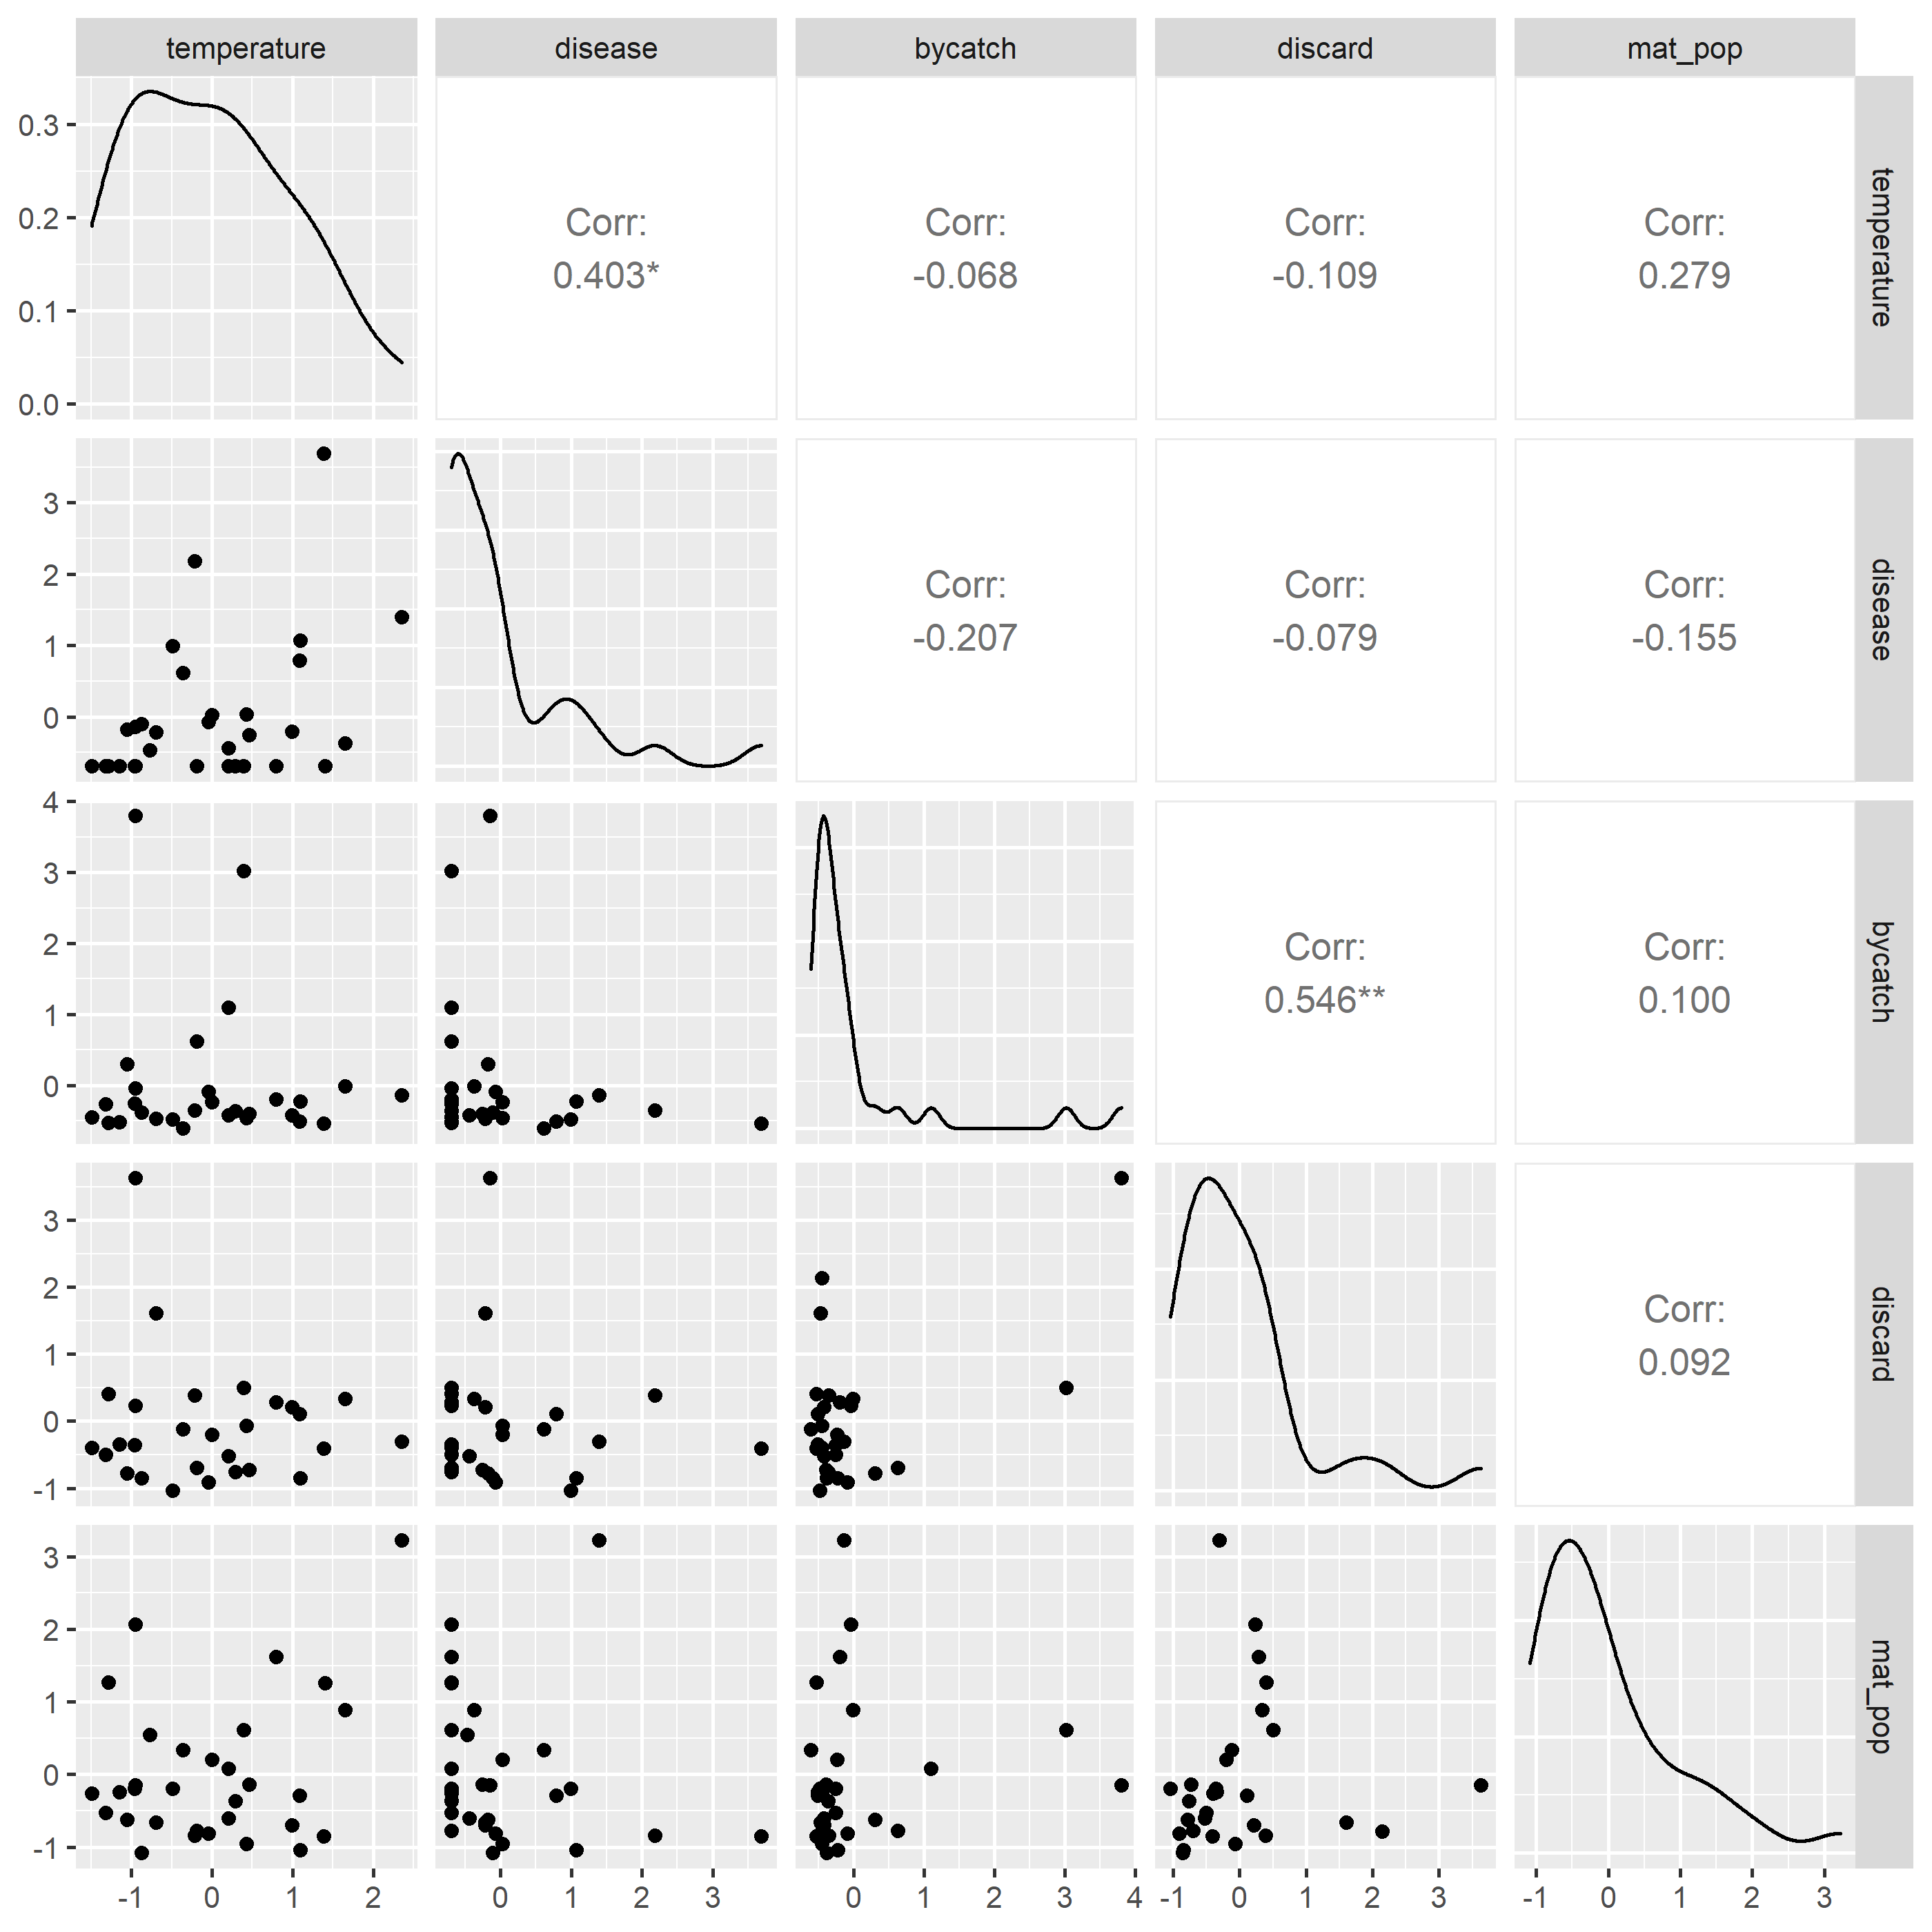 temperature disease bycatch discard mat_pop
0.3
0.2
0.1
0.0
Corr:
0.403*
Corr:
-0.068
Corr:
-0.109
Corr:
0.279
temperature
3
2
1
0
Corr:
-0.207
Corr:
-0.079
Corr:
-0.155
disease
4
3
2
1
0
Corr:
0.546**
Corr:
0.100
bycatch
3
2
1
0
-1
Corr:
0.092
discard
3
2
1
0
-1
mat_pop
-1 0 1 2
0 1 2 3
0 1 2 3 4
-1 0 1 2 3
-1 0 1 2 3